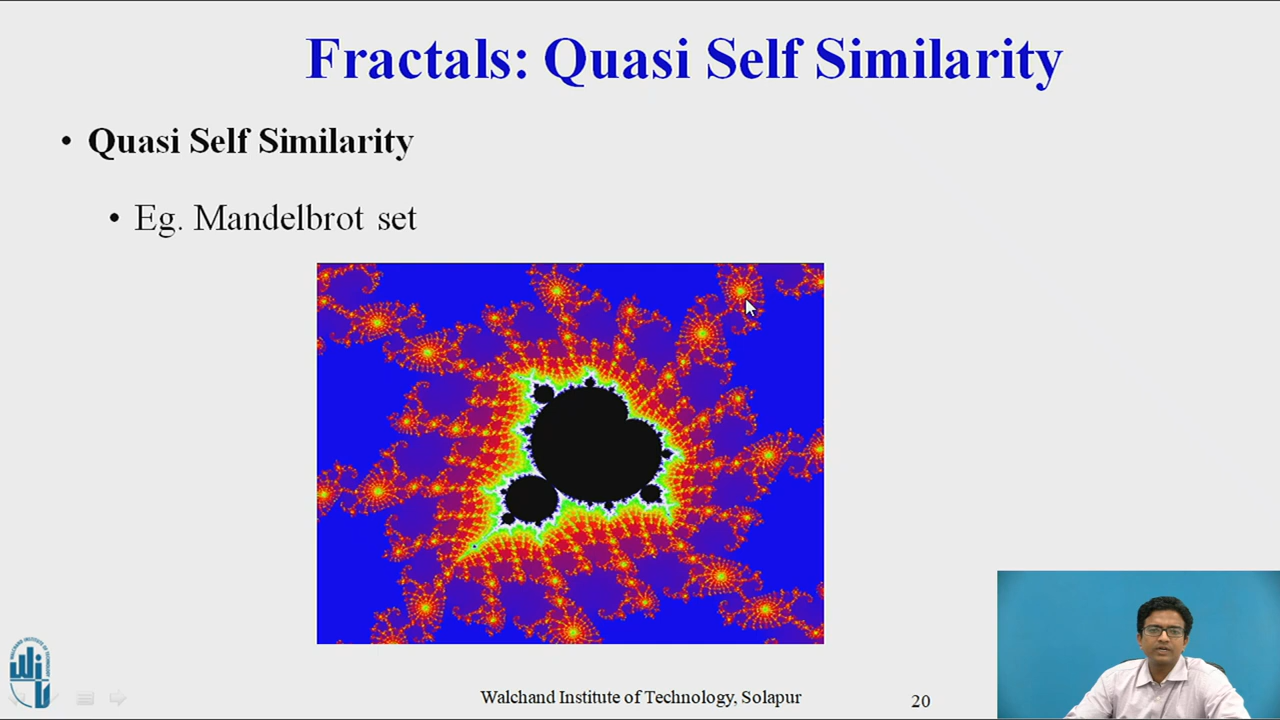 Fractals: Quasi Self Similarity
• Quasi Self Similarity
• Eg. Mandelbrot set
Walchand Institute of Technology, Solapur
20